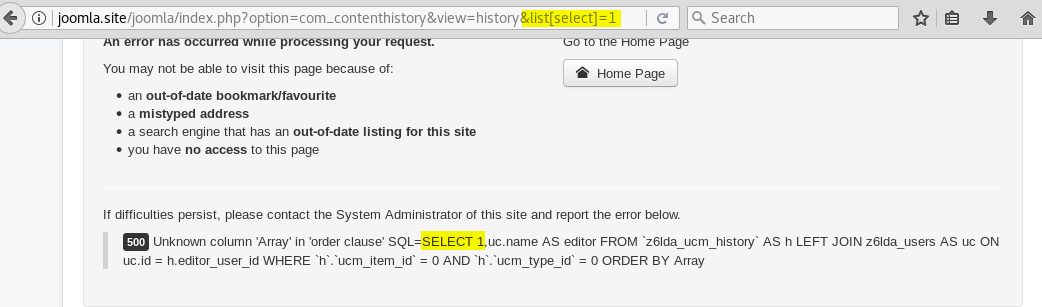 joomla.site/joomla/index.php?option=com_contenthistory&view=history&list[select]=1
Search
An error has occurred while processing your request.
Go to the Home Page
You may not be able to visit this page because of:
Home Page
• an out-of-date bookmark/favourite
• a mistyped address
• a search engine that has an out-of-date listing for this site
• you have no access to this page
If difficulties persist, please contact the System Administrator of this site and report the error below.
500 Unknown column 'Array' in 'order clause' SQL=SELECT 1,uc.name AS editor FROM `z6lda_ucm_history` AS h LEFT JOIN z6lda_users AS uc ON
uc.id = h.editor_user_id WHERE `h`.`ucm_item_id` = 0 AND `h`.`ucm_type_id` = 0 ORDER BY Array